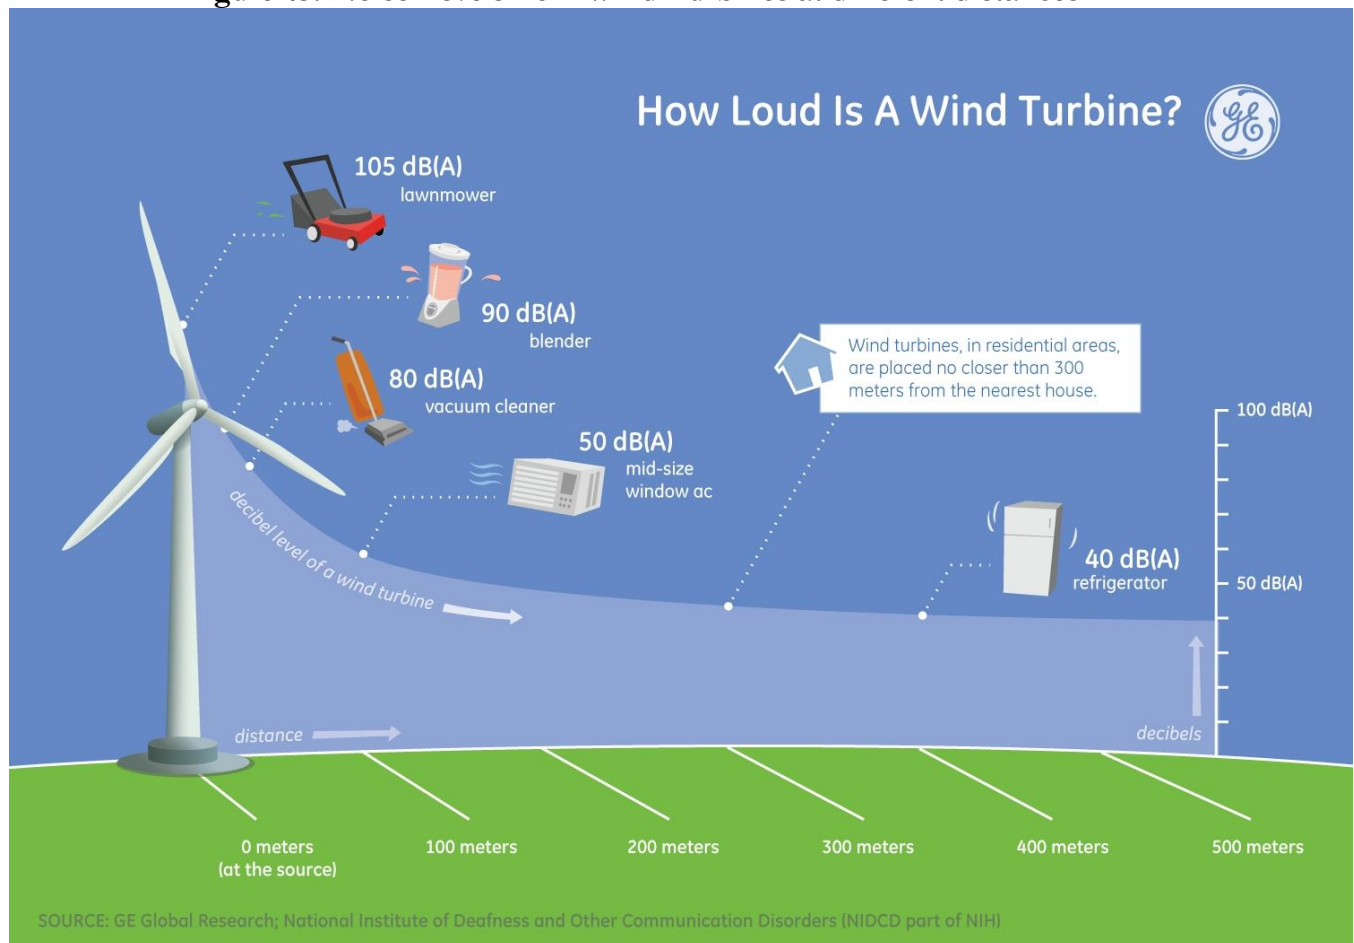 How Loud Is A Wind Turbine?
GE
105 dB(A)
lawnmower
90 dB(A)
blender
80 dB(A)
vacuum cleaner
50 dB(A)
mid-size
window ac
Wind turbines, in residential areas,
are placed no closer than 300
meters from the nearest house.
100 dB(A)
40 dB(A)
refrigerator
50 dB(A)
decibel level of a wind turbine
distance
decibels
0 meters
(at the source)
100 meters
200 meters
300 meters
400 meters
500 meters
SOURCE: GE Global Research; National Institute of Deafness and Other Communication Disorders (NIDCD part of NIH)